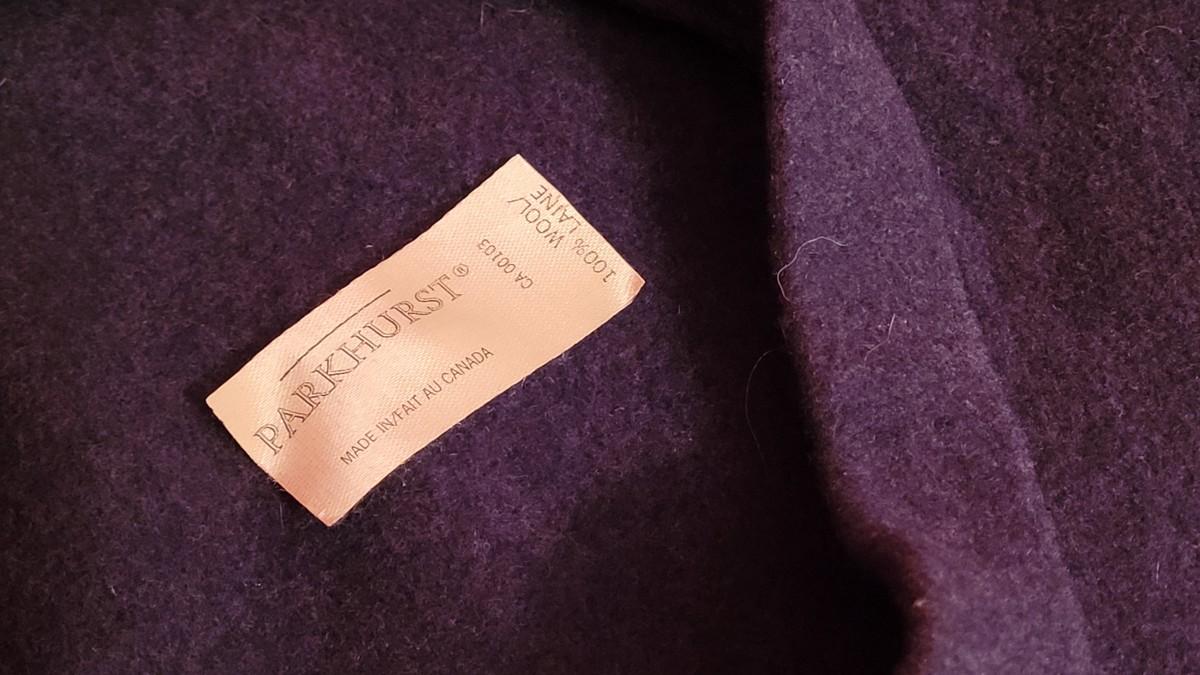 PARKHURST®
MADE IN/FAIT AU CANADA
CA 00103
100% WOOL/
LAINE